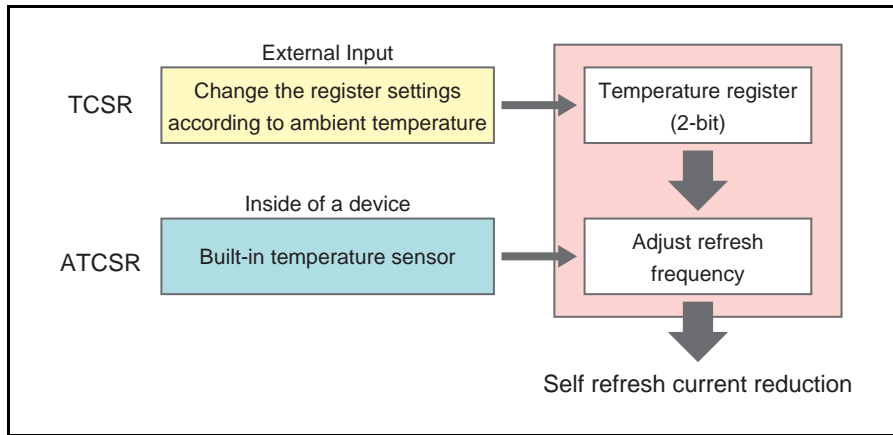 External Input
TCSR
Change the register settings
according to ambient temperature
Temperature register
(2-bit)
Inside of a device
ATCSR
Built-in temperature sensor
Adjust refresh
frequency
Self refresh current reduction